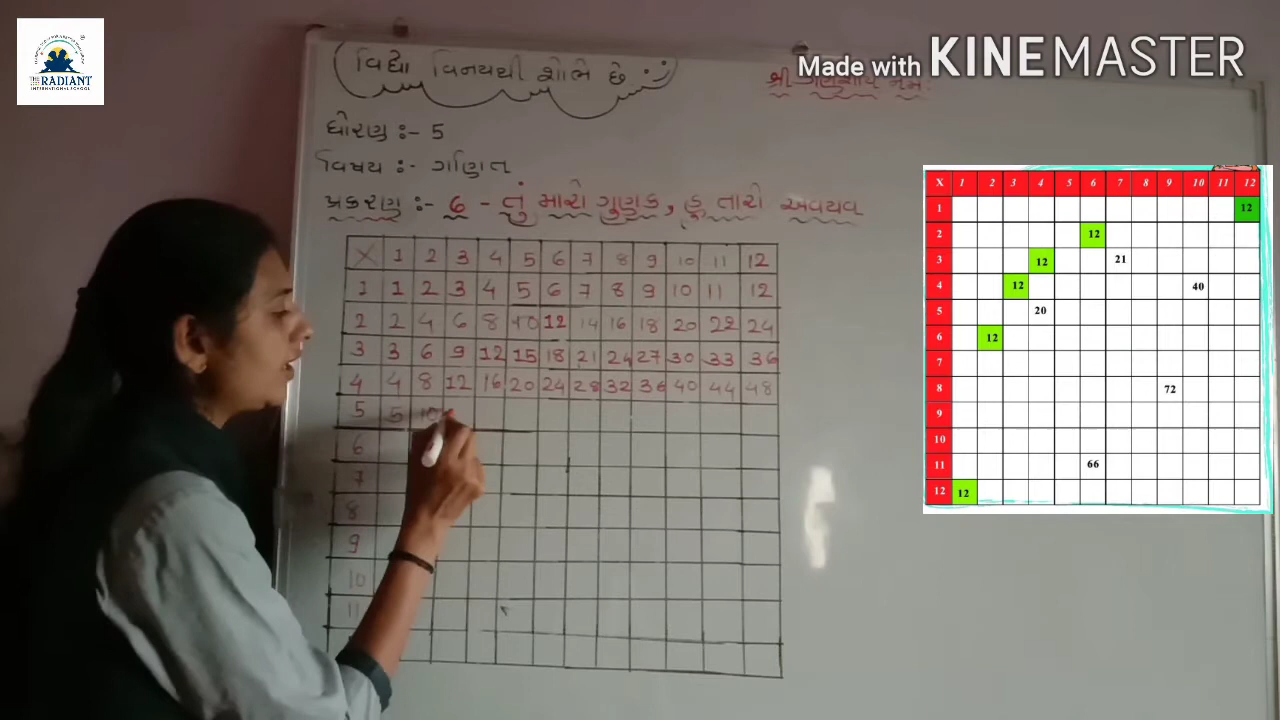 THE RADIANT
INTERNATIONAL SCHOOL
Made with KINEMASTER
વિદ્યા વિનયથી શોભે છે
શ્રી ગણેશાય નમઃ
ધોરણ :- 5
વિષય :- ગણિત
પ્રકરણ :- 6 - તું મારો ગુણક, હું તારો અવયવ
X 1 2 3 4 5 6 7 8 9 10 11 12
1 1 2 3 4 5 6 7 8 9 10 11 12
2 2 4 6 8 10 12 14 16 18 20 22 24
3 3 6 9 12 15 18 21 24 27 30 33 36
4 4 8 12 16 20 24 28 32 36 40 44 48
5 5 10
6
7
8
9
10
11
X 1 2 3 4 5 6 7 8 9 10 11 12
1 12
2 12
3 12 21
4 12 40
5 20
6 12
7
8 72
9
10
11 66
12 12